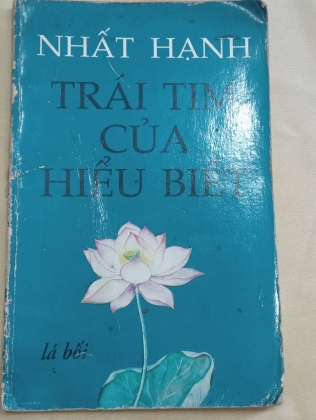 NHẤT HẠNH
TRÁI TIM
CỦA
HIỂU BIẾT
lá bối